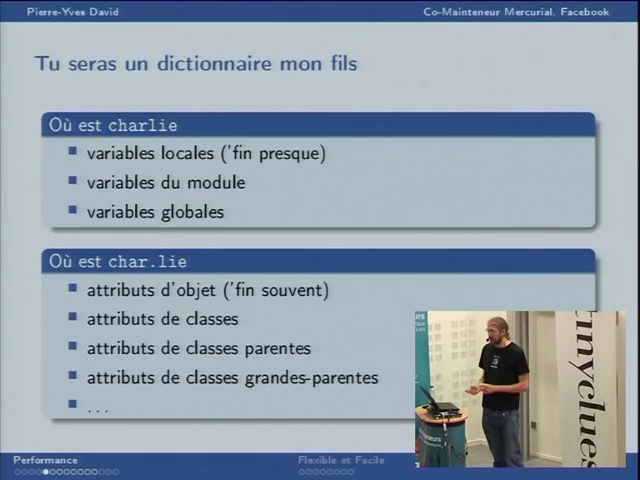 Pierre-Yves David
Co-Mainteneur Mercurial, Facebook
Tu seras un dictionnaire mon fils
Où est charlie
variables locales ('fin presque)
variables du module
variables globales
Où est char.lie
attributs d'objet ('fin souvent)
attributs de classes
attributs de classes parentes
attributs de classes grandes-parentes
...
tinyclues
Performance
Flexible et Facile